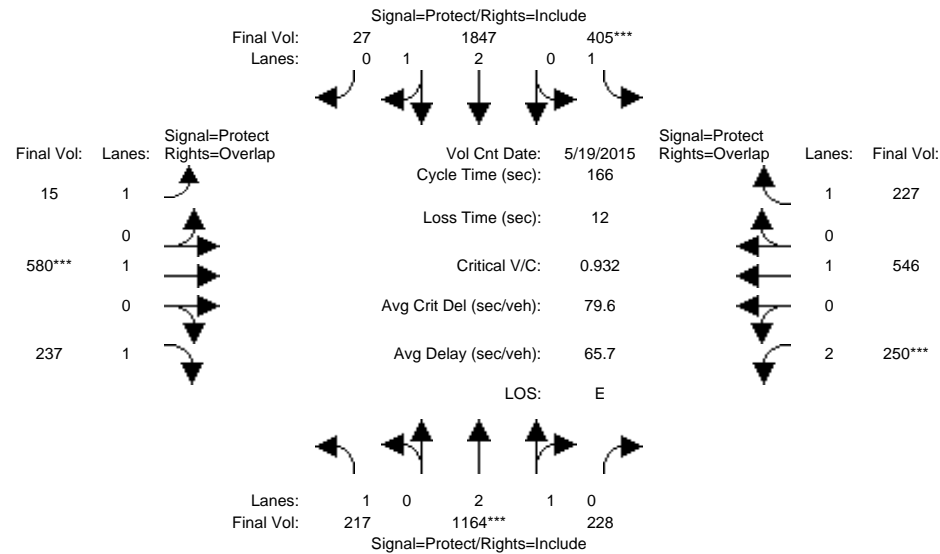 Signal=Protect/Rights=Include
Final Vol: 27 1847 405***
Lanes: 0 1 2 0 1
Signal=Protect Signal=Protect
Final Vol: Lanes: Rights=Overlap Vol Cnt Date: 5/19/2015 Rights=Overlap Lanes: Final Vol:
Cycle Time (sec): 166
15 1 1 227
Loss Time (sec): 12
0 0
580*** 1 Critical V/C: 0.932 1 546
0 Avg Crit Del (sec/veh): 79.6 0
237 1 Avg Delay (sec/veh): 65.7 2 250***
LOS: E
Lanes: 1 0 2 1 0
Final Vol: 217 1164*** 228
Signal=Protect/Rights=Include